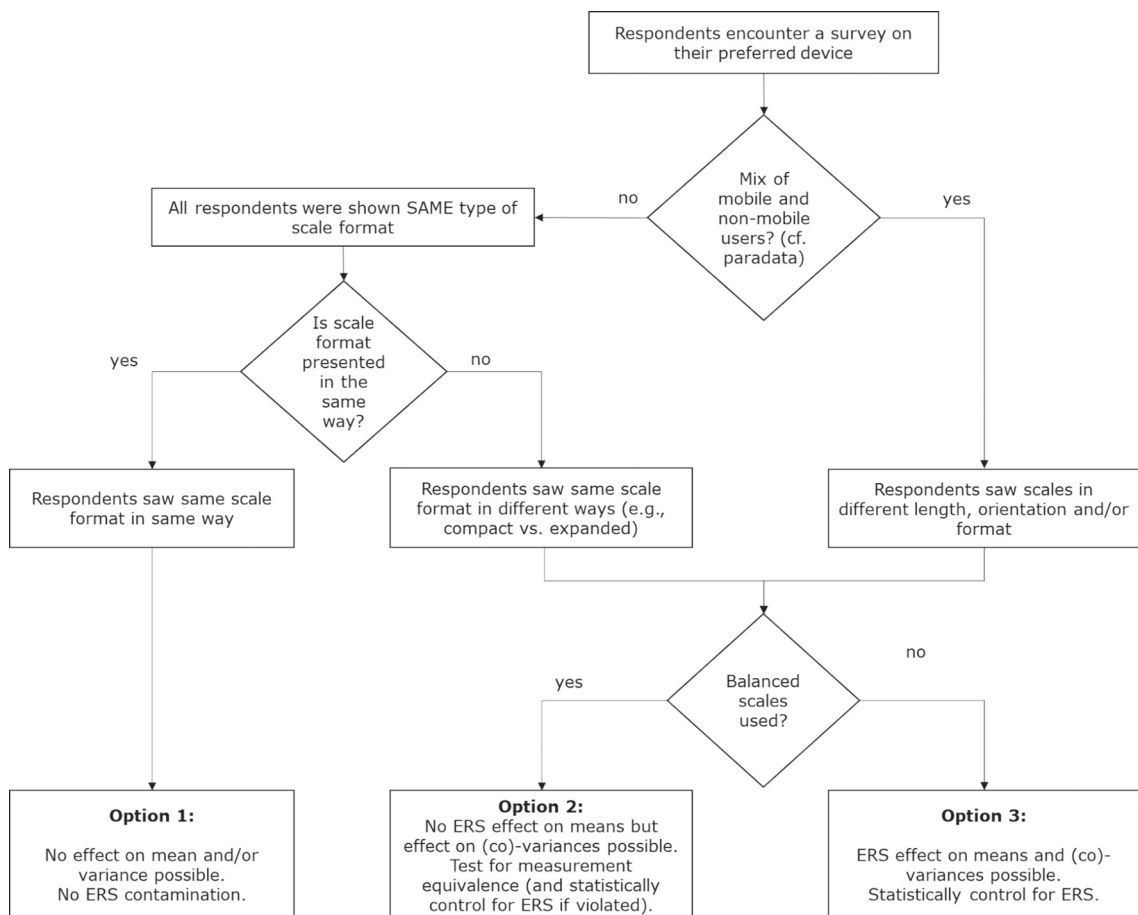 Respondents encounter a survey on
their preferred device
Mix of
mobile and
non-mobile
users? (cf.
paradata)
no
yes
All respondents were shown SAME type of
scale format
Is scale
format
presented
in the
same
way?
yes
no
Respondents saw same scale
format in same way
Respondents saw same scale
format in different ways (e.g.,
compact vs. expanded)
Respondents saw scales in
different length, orientation and/or
format
Balanced
scales
used?
yes
no
Option 1:
No effect on mean and/or
variance possible.
No ERS contamination.
Option 2:
No ERS effect on means but
effect on (co)-variances possible.
Test for measurement
equivalence (and statistically
control for ERS if violated).
Option 3:
ERS effect on means and (co)-
variances possible.
Statistically control for ERS.